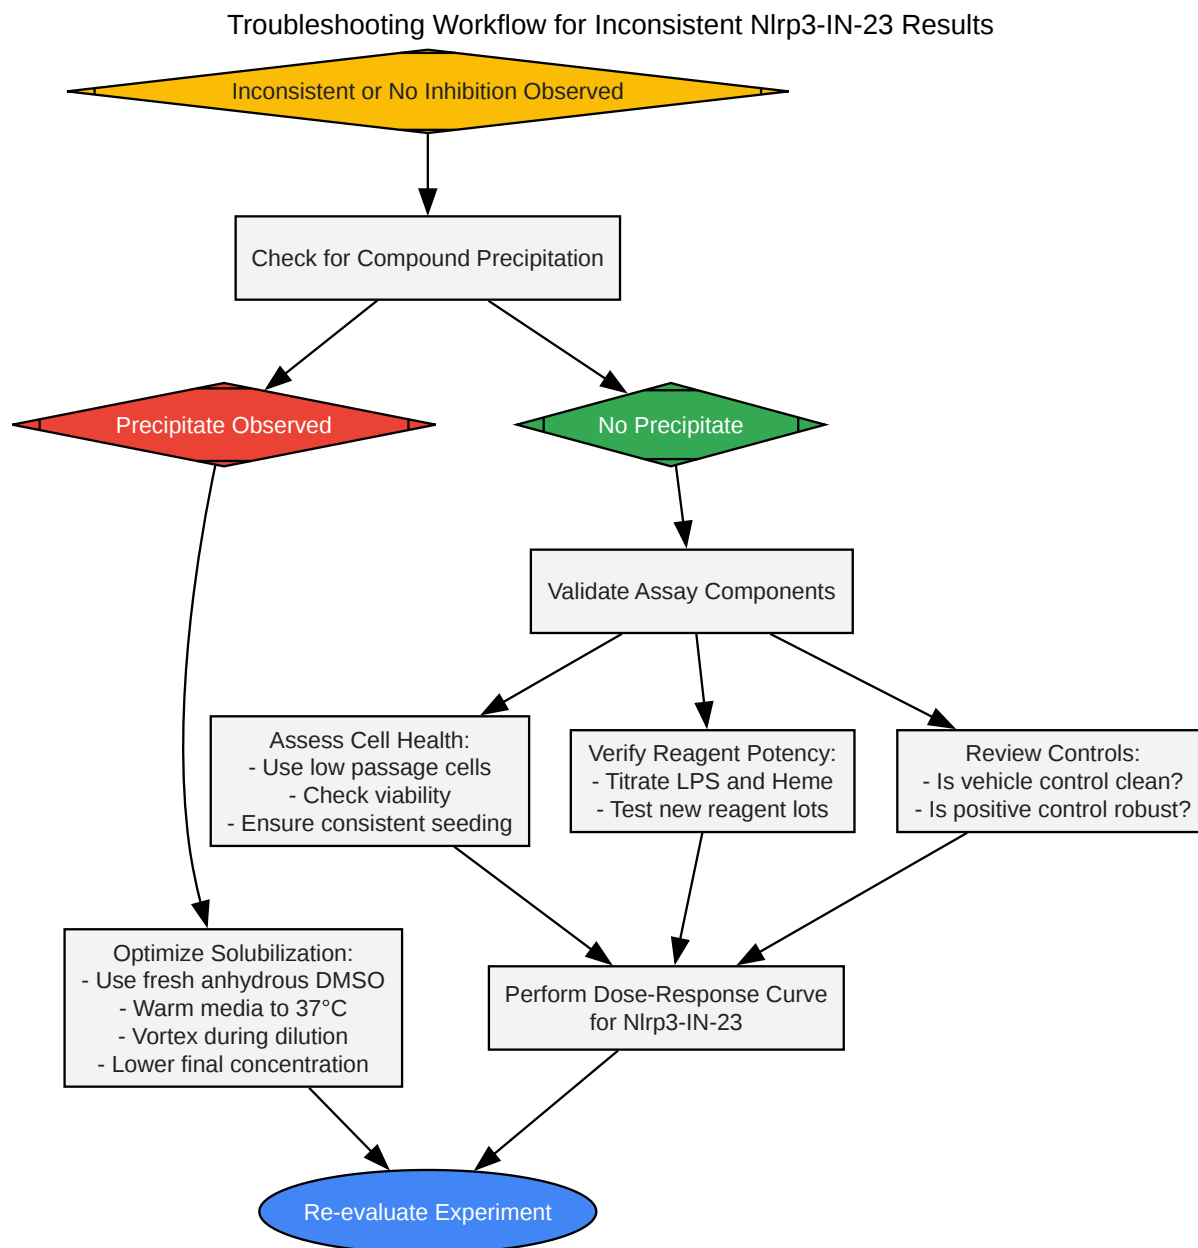 Troubleshooting Workflow for Inconsistent Nlrp3-IN-23 Results
Inconsistent or No Inhibition Observed
Check for Compound Precipitation
Precipitate Observed
No Precipitate
Validate Assay Components
Assess Cell Health:
- Use low passage cells
- Check viability
- Ensure consistent seeding
Verify Reagent Potency:
- Titrate LPS and Heme
- Test new reagent lots
Review Controls:
- Is vehicle control clean?
- Is positive control robust?
Optimize Solubilization:
- Use fresh anhydrous DMSO
- Warm media to 37°C
- Vortex during dilution
- Lower final concentration
Perform Dose-Response Curve
for Nlrp3-IN-23
Re-evaluate Experiment